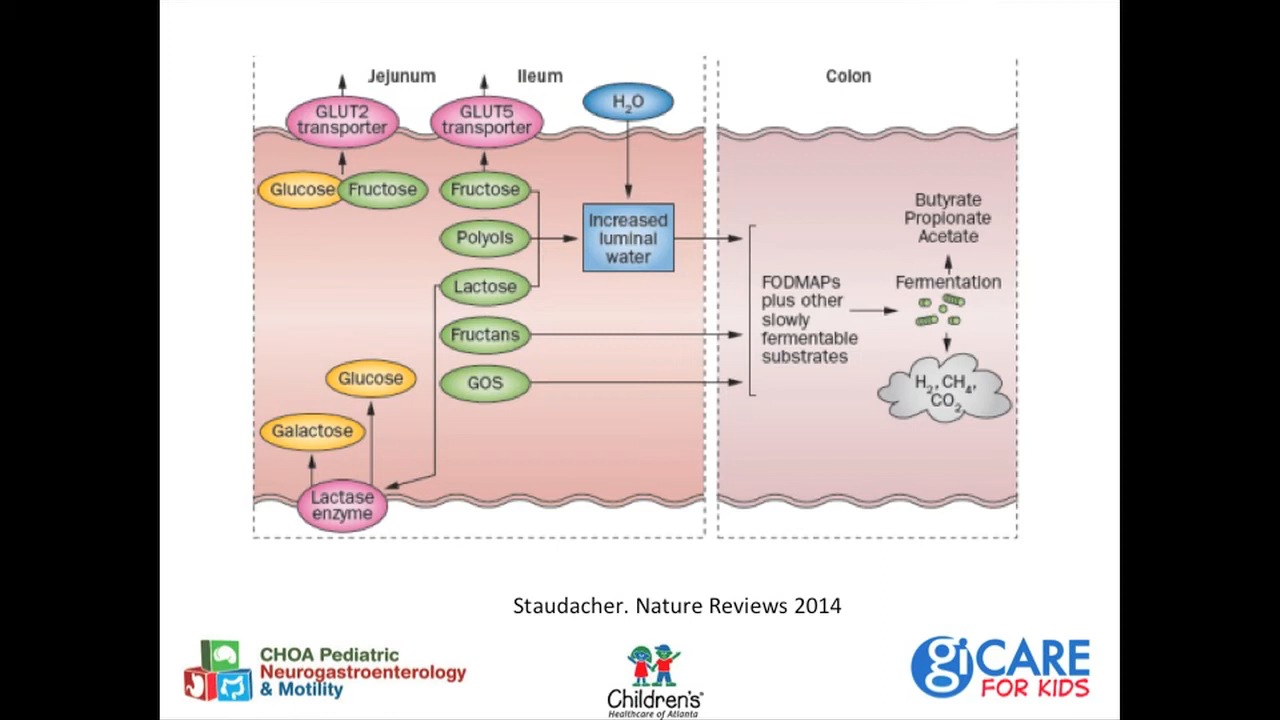 Jejunum
Ileum
Colon
GLUT2
transporter
GLUT5
transporter
H₂O
Glucose
Fructose
Fructose
Polyols
Lactose
Fructans
GOS
Increased
luminal
water
Glucose
Galactose
Lactase
enzyme
FODMAPs
plus other
slowly
fermentable
substrates
Butyrate
Propionate
Acetate
Fermentation
H₂, CH₄,
CO₂,
Staudacher. Nature Reviews 2014
CHOA Pediatric
Neurogastroenterology
& Motility
Children's
Healthcare of Atlanta
gi CARE
FOR KIDS